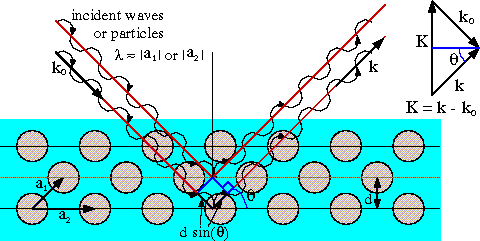 incident waves
or particles
λ ≈ |a₁| or |a₂|
k₀
k
a₁
a₂
d sin(θ)
θ
d
k₀
K
θ
k
K = k - k₀